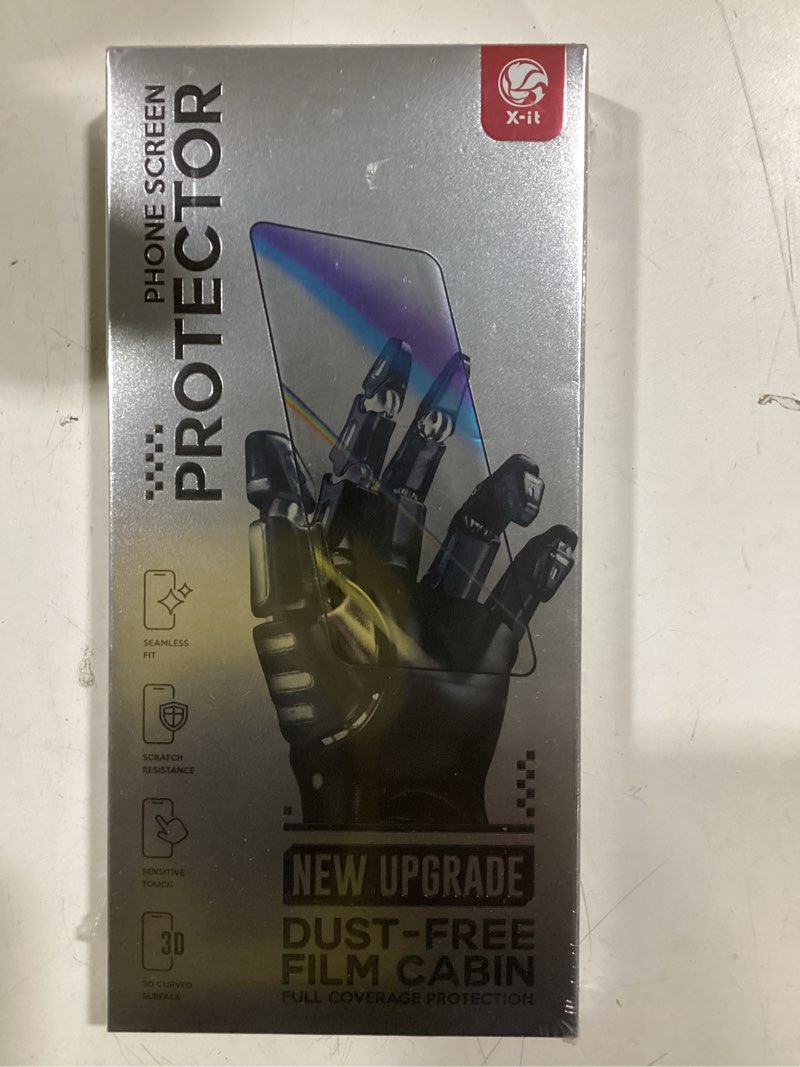 X-it
PHONE SCREEN
PROTECTOR
SEAMLESS
FIT
SCRATCH
RESISTANCE
SENSITIVE
TOUCH
3D
3D CURVED
SURFACE
NEW UPGRADE
DUST-FREE
FILM CABIN
FULL COVERAGE PROTECTION